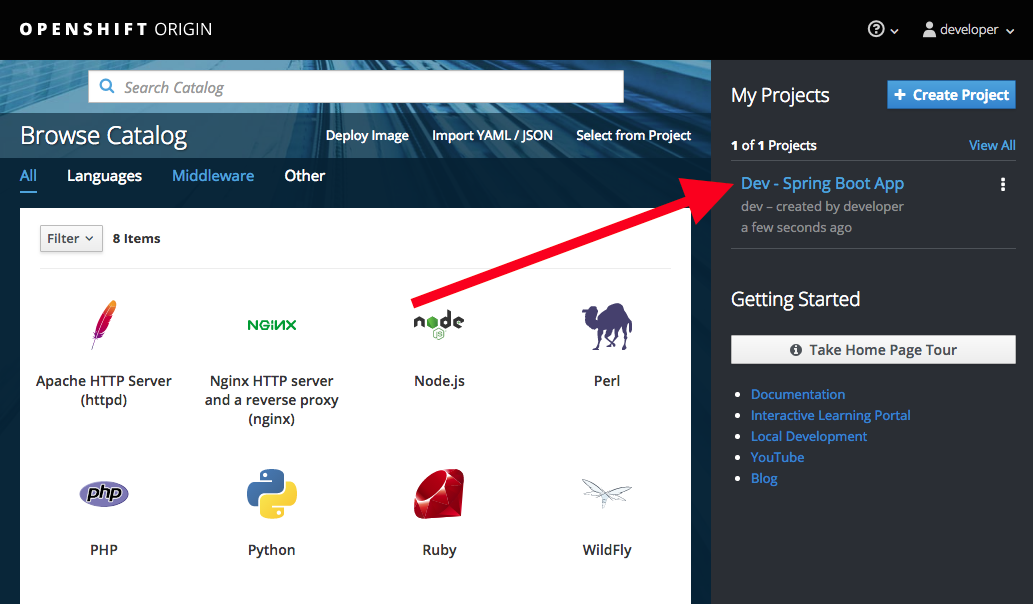 OPENSHIFT ORIGIN
developer
Search Catalog
Browse Catalog
Deploy Image
Import YAML / JSON
Select from Project
All
Languages
Middleware
Other
Filter
8 Items
NGiNX
node
JS
Apache HTTP Server
(httpd)
Nginx HTTP server
and a reverse proxy
(nginx)
Node.js
Perl
php
PHP
Python
Ruby
WildFly
My Projects
+ Create Project
1 of 1 Projects
View All
Dev - Spring Boot App
dev – created by developer
a few seconds ago
Getting Started
Take Home Page Tour
Documentation
Interactive Learning Portal
Local Development
YouTube
Blog